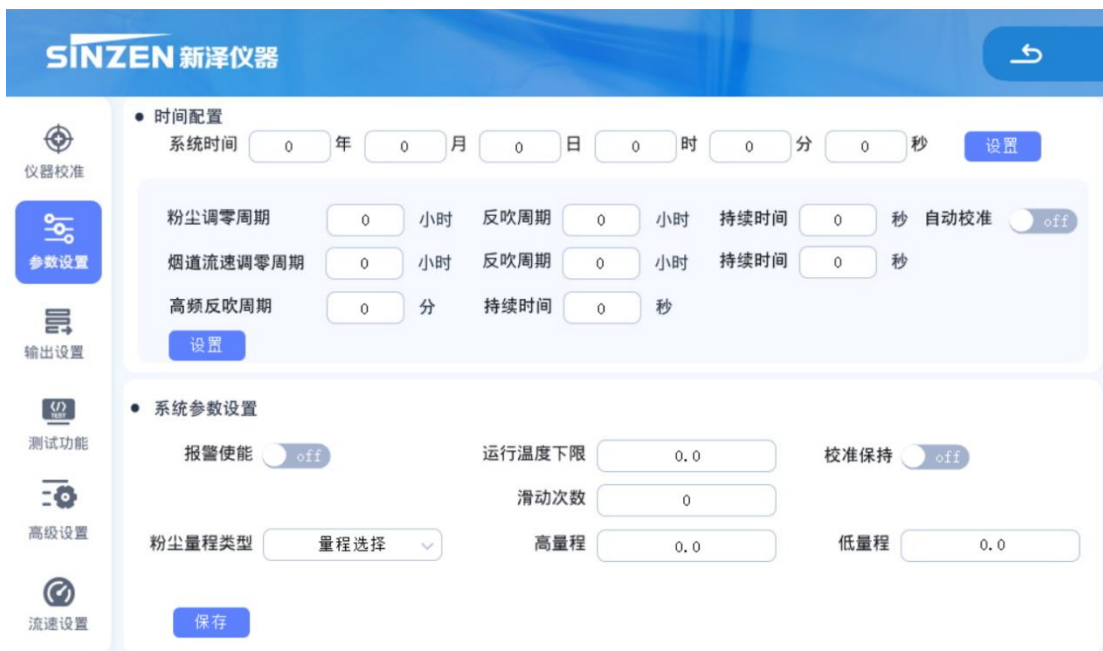 SINZEN 新泽仪器
仪器校准
参数设置
输出设置
TEST
测试功能
高级设置
流速设置
时间配置
系统时间 0 年 0 月 0 日 0 时 0 分 0 秒 设置
粉尘调零周期 0 小时 反吹周期 0 小时 持续时间 0 秒 自动校准 off
烟道流速调零周期 0 小时 反吹周期 0 小时 持续时间 0 秒
高频反吹周期 0 分 持续时间 0 秒
设置
系统参数设置
报警使能 off 运行温度下限 0.0 校准保持 off
滑动次数 0
粉尘量程类型 量程选择 高量程 0.0 低量程 0.0
保存